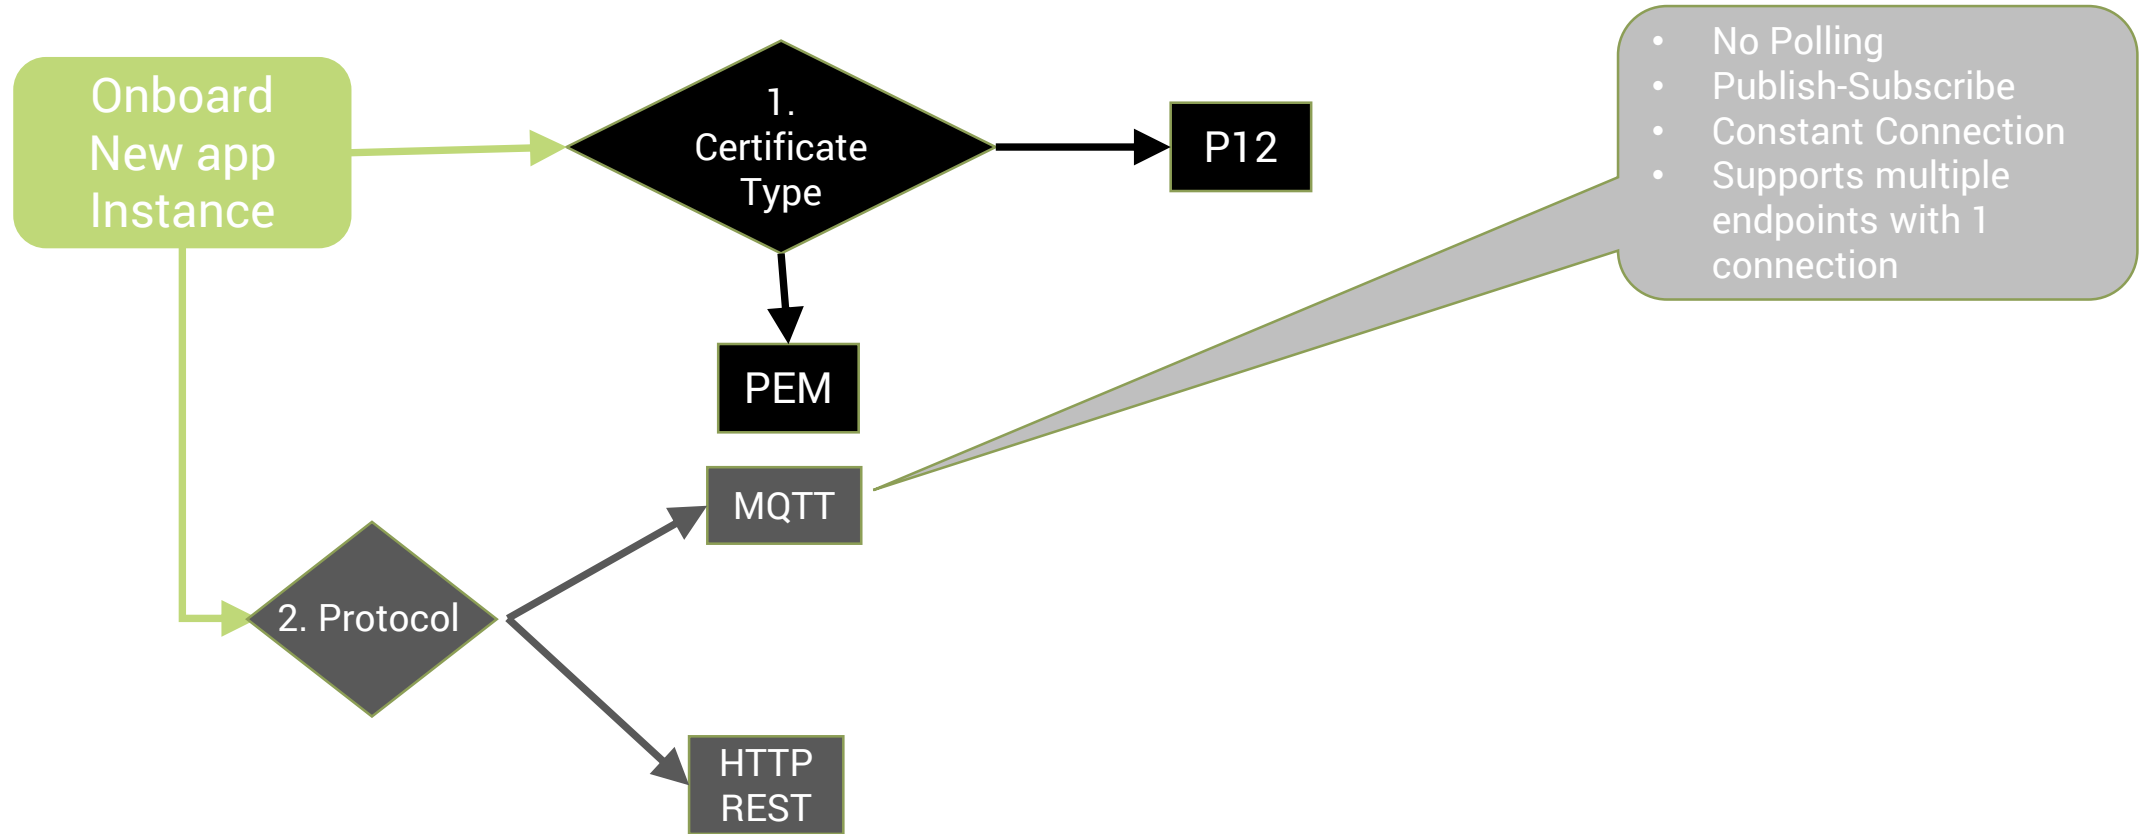 Onboard
New app
Instance
1.
Certificate
Type
P12
PEM
• No Polling
• Publish-Subscribe
• Constant Connection
• Supports multiple
endpoints with 1
connection
MQTT
2. Protocol
HTTP
REST